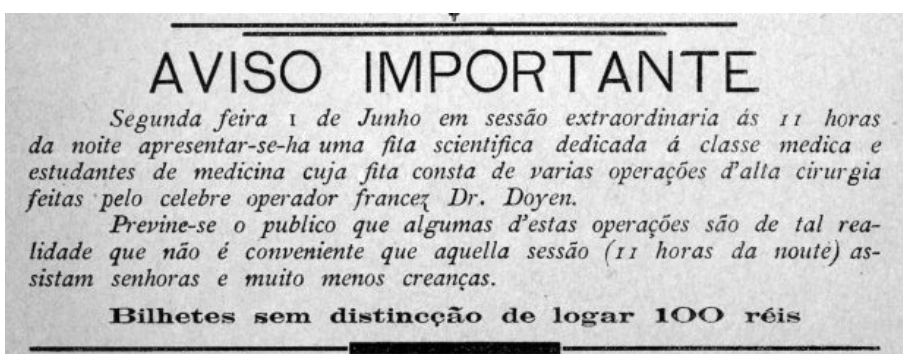 AVISO IMPORTANTE
Segunda feira 1 de Junho em sessão extraordinaria ás 11 horas
da noite apresentar-se-ha uma fita scientifica dedicada á classe medica e
estudantes de medicina cuja fita consta de varias operações d'alta cirurgia
feitas pelo celebre operador francez Dr. Doyen.
Previne-se o publico que algumas d'estas operações são de tal rea-
lidade que não é conveniente que aquella sessão (11 horas da nouté) as-
sistam senhoras e muito menos creanças.
Bilhetes sem distincção de logar 100 réis